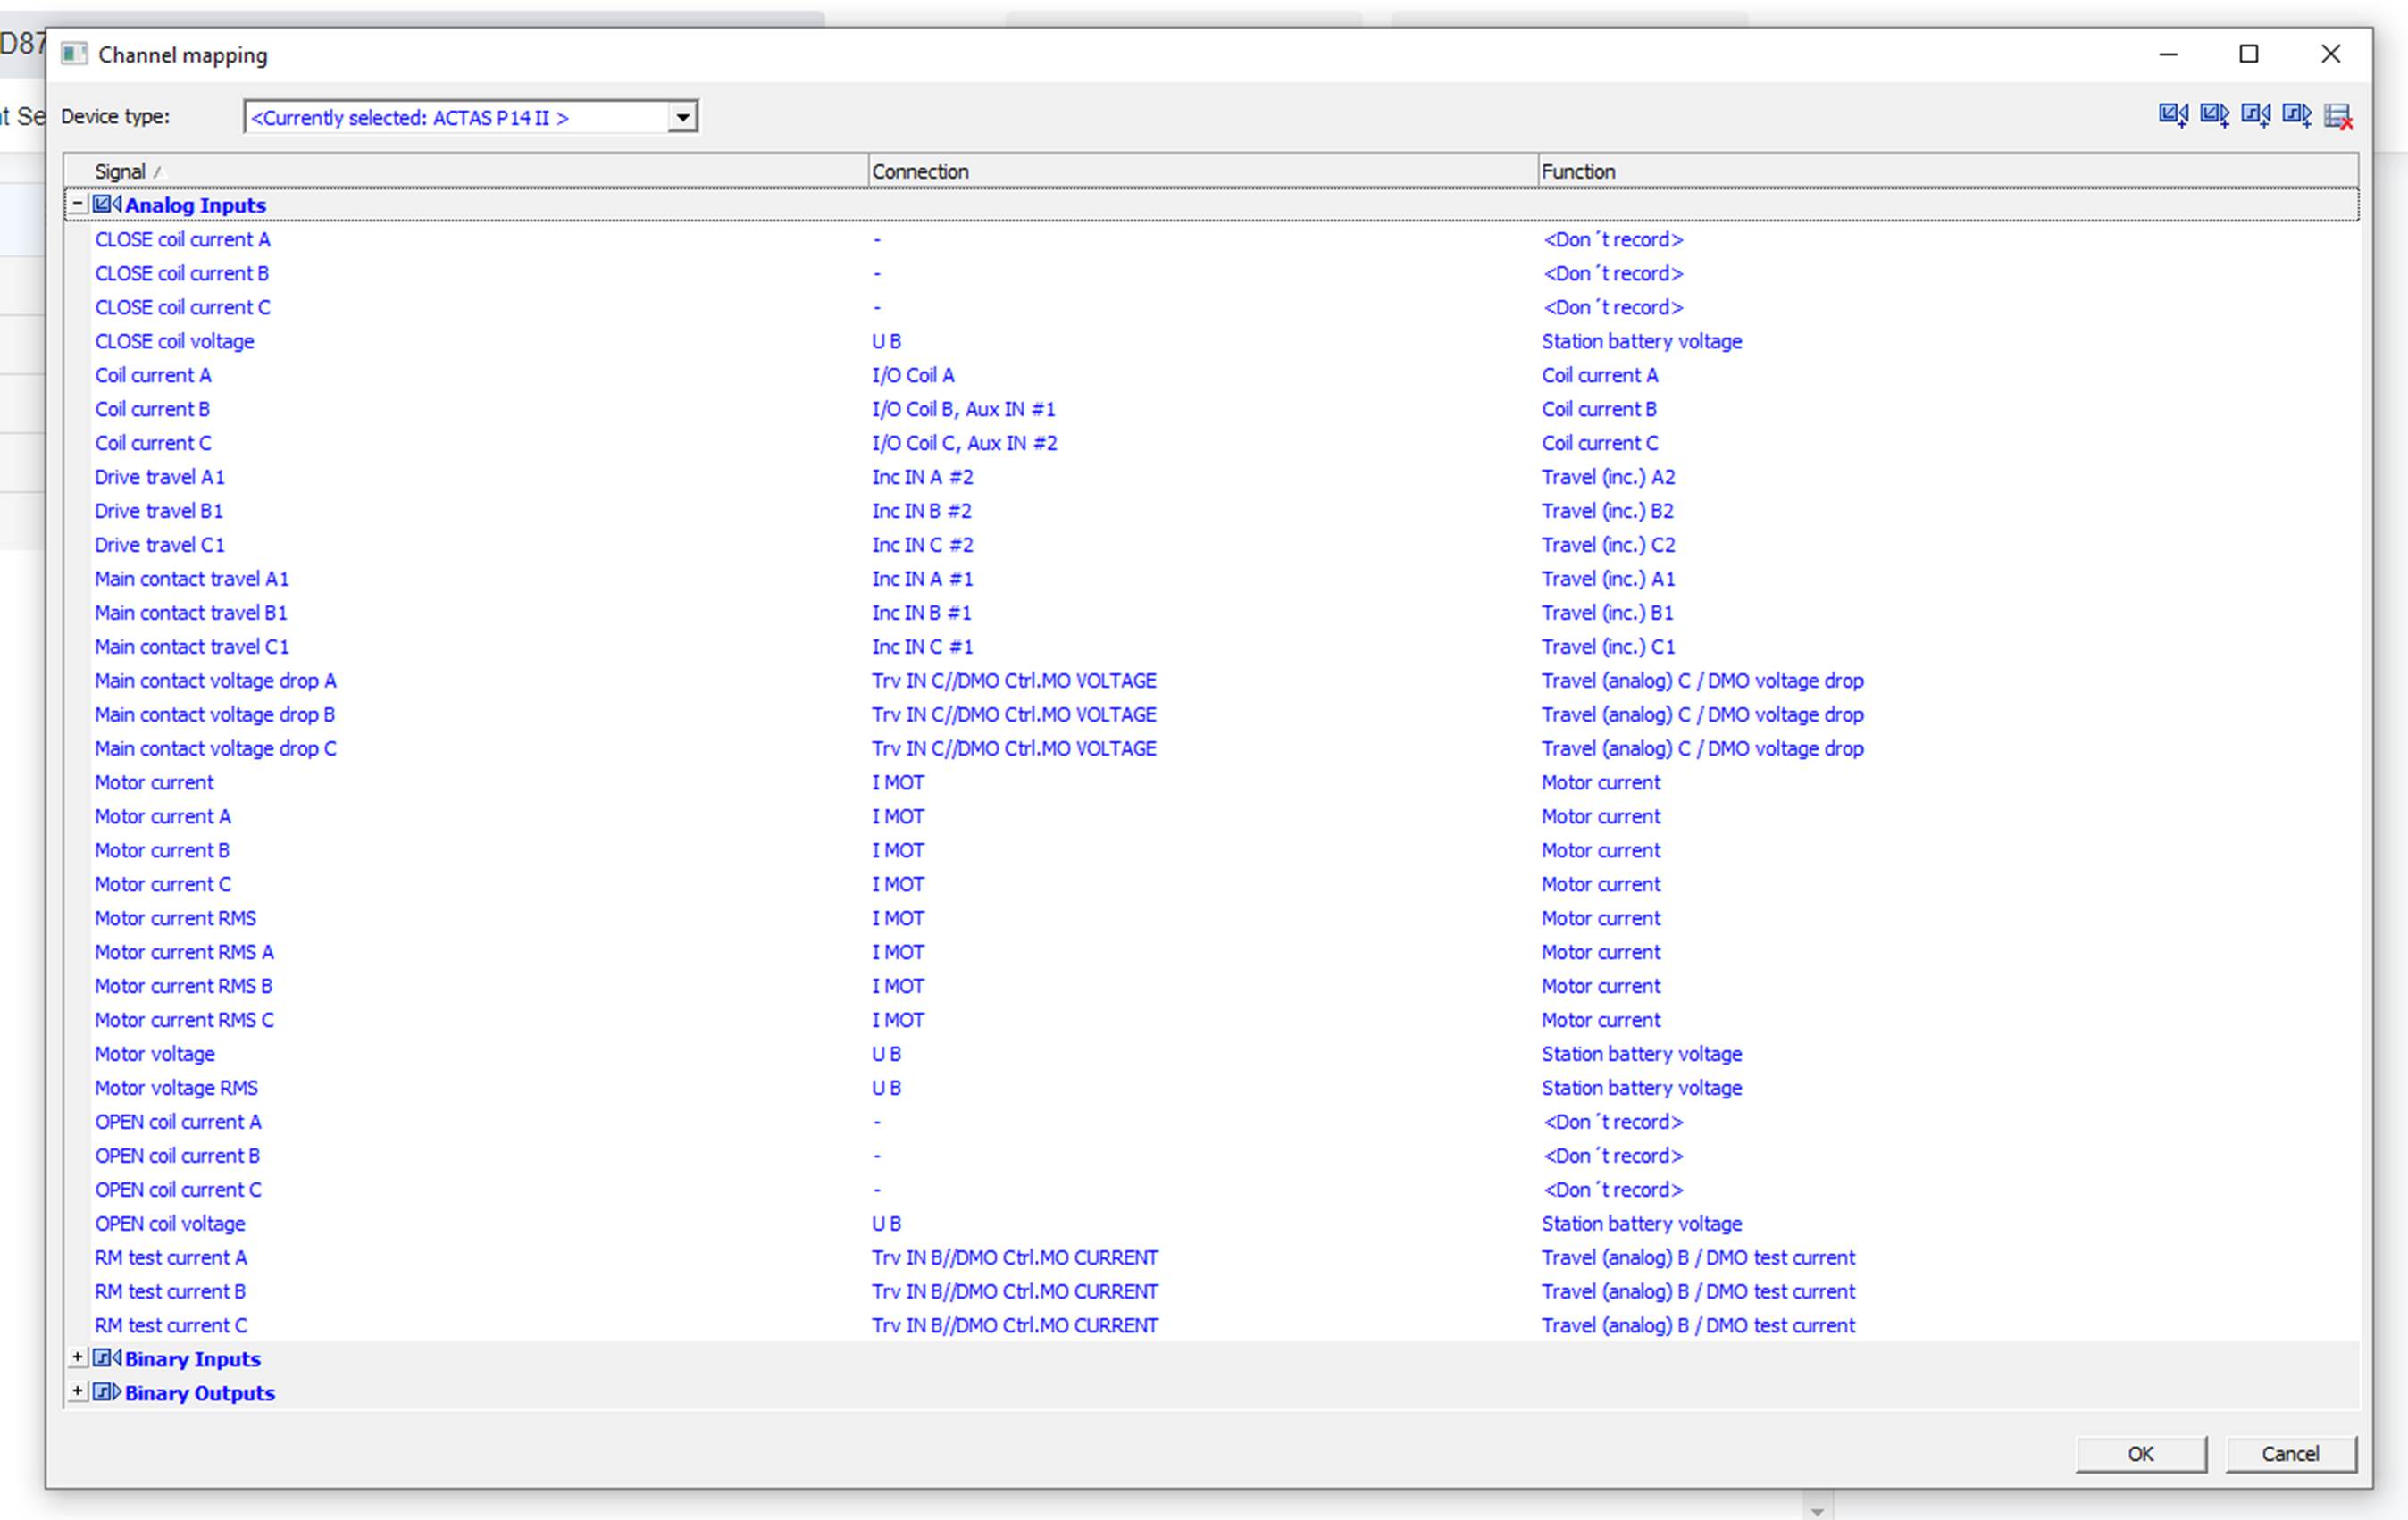 D87
Channel mapping
t Se
Device type: <Currently selected: ACTAS P14 II >
Signal Connection Function
Analog Inputs
CLOSE coil current A - <Don ´t record>
CLOSE coil current B - <Don ´t record>
CLOSE coil current C - <Don ´t record>
CLOSE coil voltage U B Station battery voltage
Coil current A I/O Coil A Coil current A
Coil current B I/O Coil B, Aux IN #1 Coil current B
Coil current C I/O Coil C, Aux IN #2 Coil current C
Drive travel A1 Inc IN A #2 Travel (inc.) A2
Drive travel B1 Inc IN B #2 Travel (inc.) B2
Drive travel C1 Inc IN C #2 Travel (inc.) C2
Main contact travel A1 Inc IN A #1 Travel (inc.) A1
Main contact travel B1 Inc IN B #1 Travel (inc.) B1
Main contact travel C1 Inc IN C #1 Travel (inc.) C1
Main contact voltage drop A Trv IN C//DMO Ctrl.MO VOLTAGE Travel (analog) C / DMO voltage drop
Main contact voltage drop B Trv IN C//DMO Ctrl.MO VOLTAGE Travel (analog) C / DMO voltage drop
Main contact voltage drop C Trv IN C//DMO Ctrl.MO VOLTAGE Travel (analog) C / DMO voltage drop
Motor current I MOT Motor current
Motor current A I MOT Motor current
Motor current B I MOT Motor current
Motor current C I MOT Motor current
Motor current RMS I MOT Motor current
Motor current RMS A I MOT Motor current
Motor current RMS B I MOT Motor current
Motor current RMS C I MOT Motor current
Motor voltage U B Station battery voltage
Motor voltage RMS U B Station battery voltage
OPEN coil current A - <Don ´t record>
OPEN coil current B - <Don ´t record>
OPEN coil current C - <Don ´t record>
OPEN coil voltage U B Station battery voltage
RM test current A Trv IN B//DMO Ctrl.MO CURRENT Travel (analog) B / DMO test current
RM test current B Trv IN B//DMO Ctrl.MO CURRENT Travel (analog) B / DMO test current
RM test current C Trv IN B//DMO Ctrl.MO CURRENT Travel (analog) B / DMO test current
Binary Inputs
Binary Outputs
OK Cancel